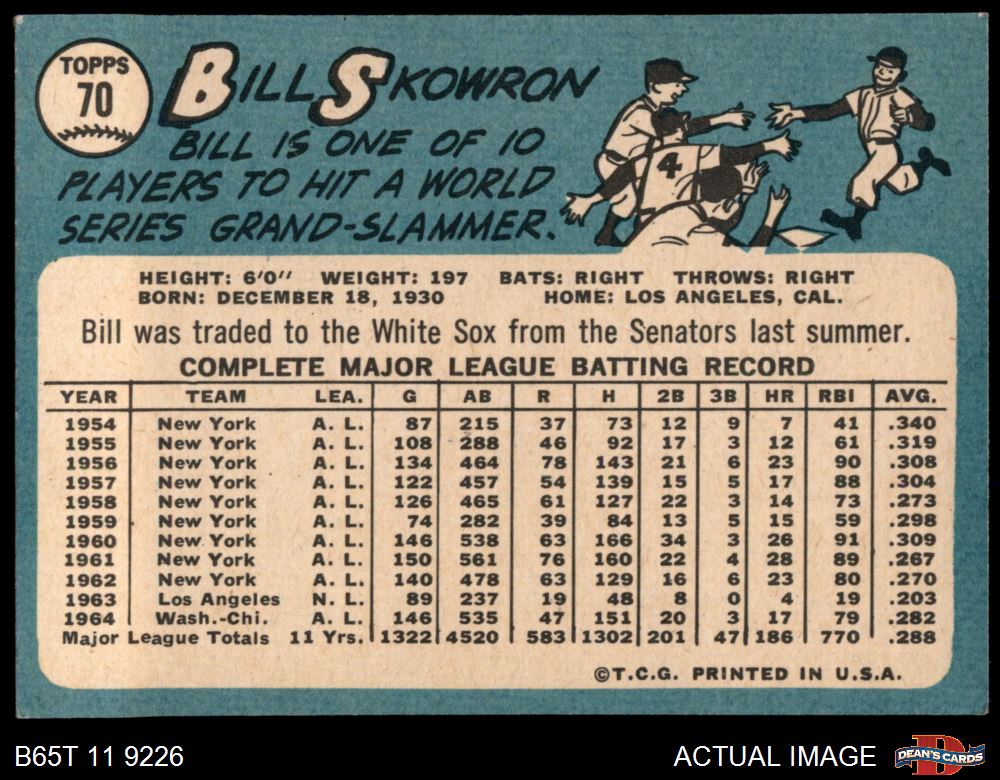 TOPPS
70
BILL SKOWRON
BILL IS ONE OF 10
PLAYERS TO HIT A WORLD
SERIES GRAND-SLAMMER.
4
HEIGHT: 6'0" WEIGHT: 197 BATS: RIGHT THROWS: RIGHT
BORN: DECEMBER 18, 1930 HOME: LOS ANGELES, CAL.
Bill was traded to the White Sox from the Senators last summer.
COMPLETE MAJOR LEAGUE BATTING RECORD
YEAR TEAM LEA. G AB R H 2B 3B HR RBI AVG.
1954 New York A. L. 87 215 37 73 12 9 7 41 .340
1955 New York A. L. 108 288 46 92 17 3 12 61 .319
1956 New York A. L. 134 464 78 143 21 6 23 90 .308
1957 New York A. L. 122 457 54 139 15 5 17 88 .304
1958 New York A. L. 126 465 61 127 22 3 14 73 .273
1959 New York A. L. 74 282 39 84 13 5 15 59 .298
1960 New York A. L. 146 538 63 166 34 3 26 91 .309
1961 New York A. L. 150 561 76 160 22 4 28 89 .267
1962 New York A. L. 140 478 63 129 16 6 23 80 .270
1963 Los Angeles N. L. 89 237 19 48 8 0 4 19 .203
1964 Wash.-Chi. A. L. 146 535 47 151 20 3 17 79 .282
Major League Totals 11 Yrs. 1322 4520 583 1302 201 47 186 770 .288
©T.C.G. PRINTED IN U.S.A.
B65T 11 9226
ACTUAL IMAGE
D
DEAN'S CARDS